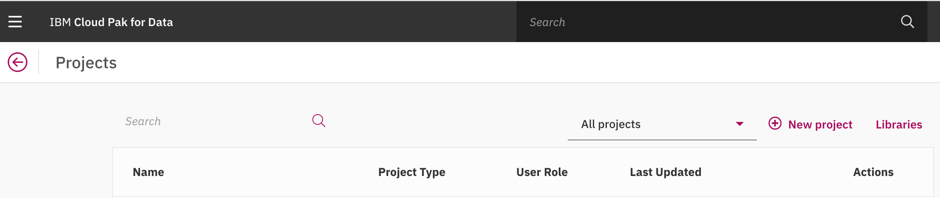 IBM Cloud Pak for Data Search
Projects
Search All projects New project Libraries
Name Project Type User Role Last Updated Actions